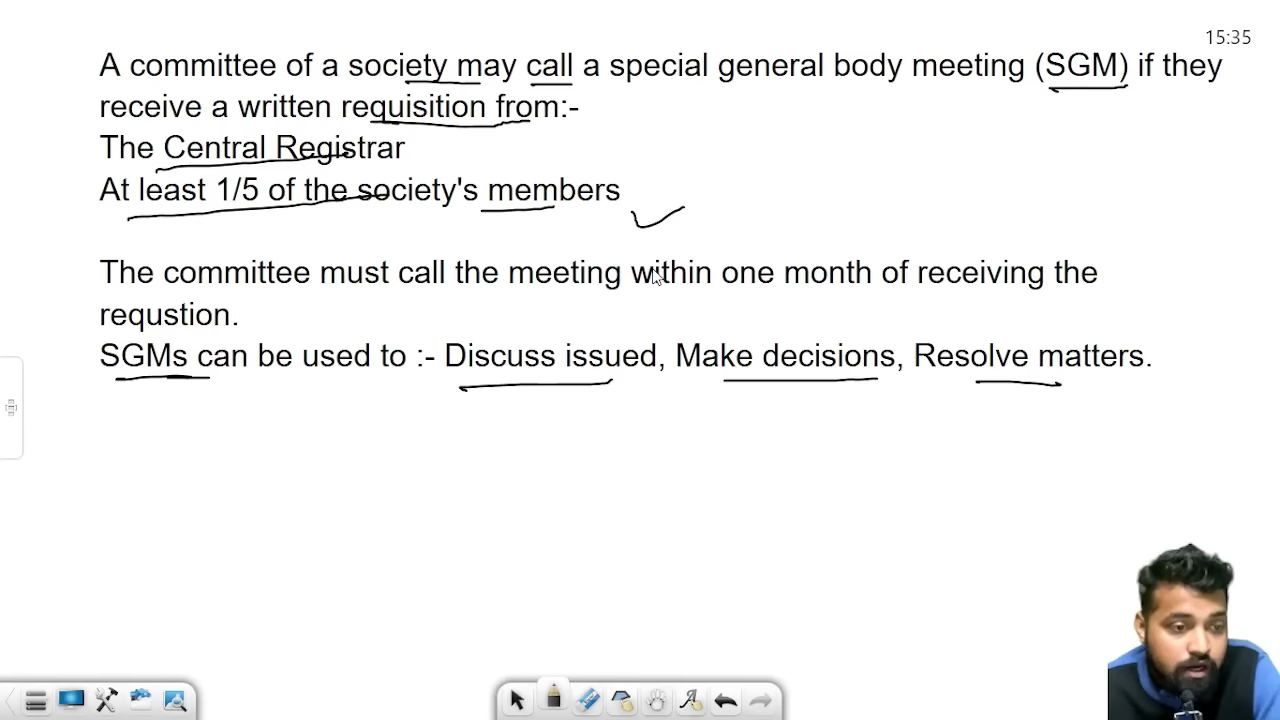 15:35
A committee of a society may call a special general body meeting (SGM) if they
receive a written requisition from:-
The Central Registrar
At least 1/5 of the society's members
The committee must call the meeting within one month of receiving the
requstion.
SGMs can be used to :- Discuss issued, Make decisions, Resolve matters.